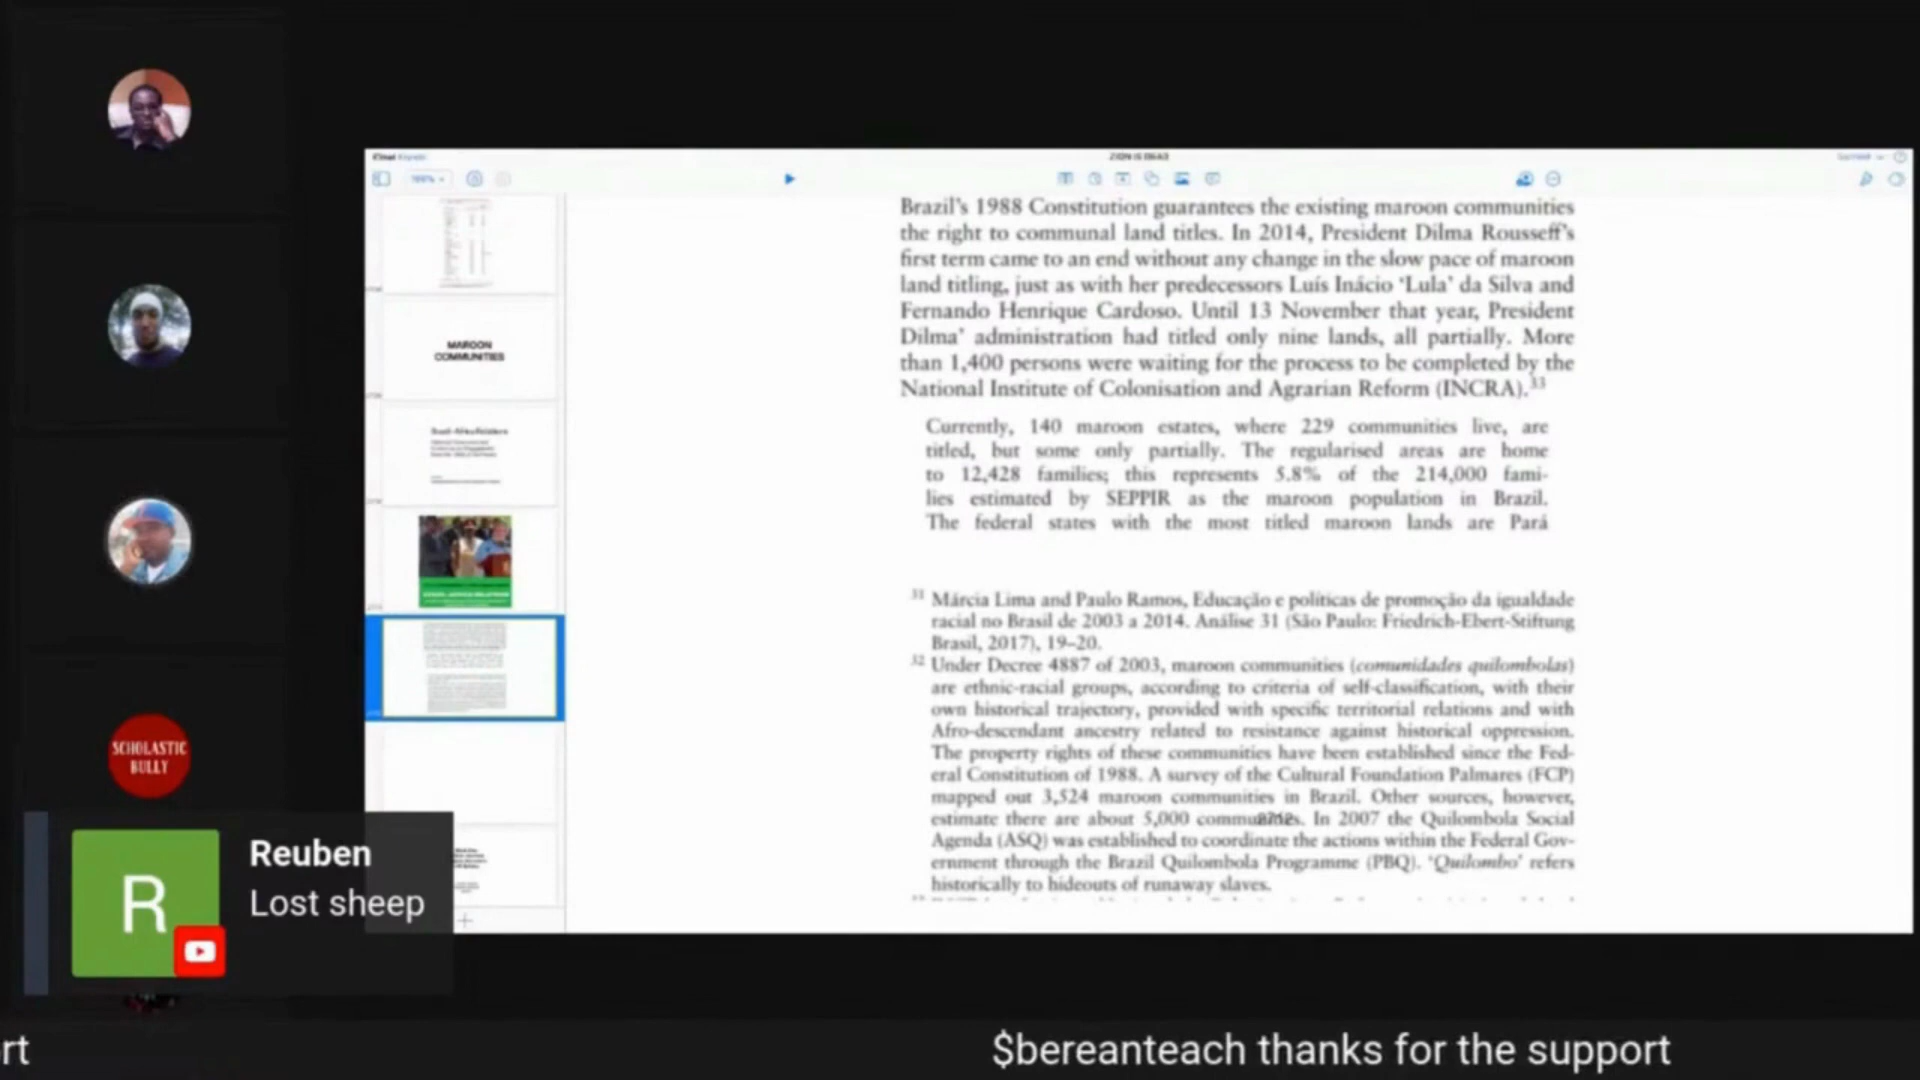 ZION IS DEAD
Brazil's 1988 Constitution guarantees the existing maroon communities
the right to communal land titles. In 2014, President Dilma Rousseff's
first term came to an end without any change in the slow pace of maroon
land titling, just as with her predecessors Luís Inácio 'Lula' da Silva and
Fernando Henrique Cardoso. Until 13 November that year, President
Dilma' administration had titled only nine lands, all partially. More
than 1,400 persons were waiting for the process to be completed by the
National Institute of Colonisation and Agrarian Reform (INCRA).33
Currently, 140 maroon estates, where 229 communities live, are
titled, but some only partially. The regularised areas are home
to 12,428 families; this represents 5.8% of the 214,000 fami-
lies estimated by SEPPIR as the maroon population in Brazil.
The federal states with the most titled maroon lands are Pará
31 Márcia Lima and Paulo Ramos, Educação e políticas de promoção da igualdade
racial no Brasil de 2003 a 2014. Análise 31 (São Paulo: Friedrich-Ebert-Stiftung
Brasil, 2017), 19–20.
32 Under Decree 4887 of 2003, maroon communities (comunidades quilombolas)
are ethnic-racial groups, according to criteria of self-classification, with their
own historical trajectory, provided with specific territorial relations and with
Afro-descendant ancestry related to resistance against historical oppression.
The property rights of these communities have been established since the Fed-
eral Constitution of 1988. A survey of the Cultural Foundation Palmares (FCP)
mapped out 3,524 maroon communities in Brazil. Other sources, however,
estimate there are about 5,000 communities. In 2007 the Quilombola Social
Agenda (ASQ) was established to coordinate the actions within the Federal Gov-
ernment through the Brazil Quilombola Programme (PBQ). 'Quilombo' refers
historically to hideouts of runaway slaves.
MAROON
COMMUNITIES
SCHOLASTIC
BULLY
R
Reuben
Lost sheep
rt
$bereanteach thanks for the support